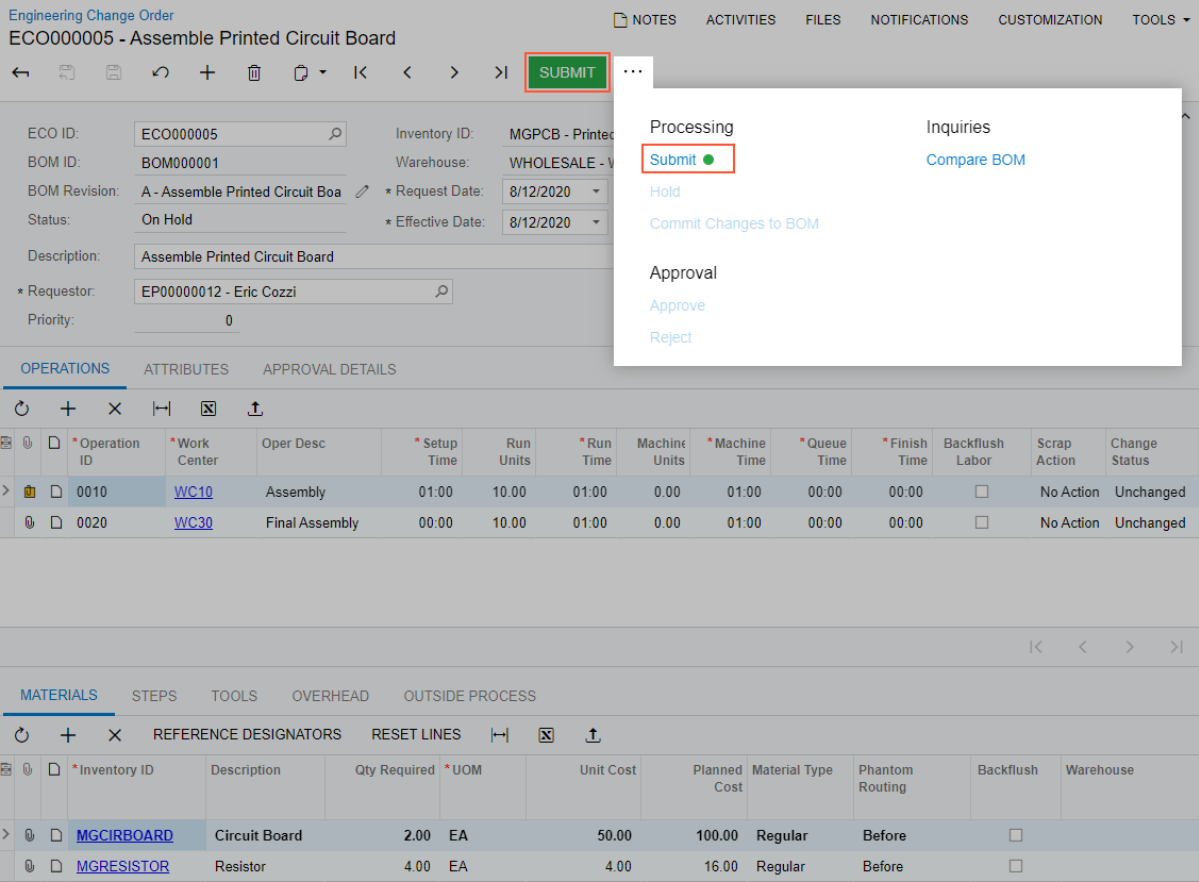 Engineering Change Order
NOTES ACTIVITIES FILES NOTIFICATIONS CUSTOMIZATION TOOLS
ECO000005 - Assemble Printed Circuit Board
SUBMIT ...
ECO ID: ECO000005
BOM ID: BOM000001
BOM Revision: A - Assemble Printed Circuit Boa
Status: On Hold
Description: Assemble Printed Circuit Board
* Requestor: EP00000012 - Eric Cozzi
Priority: 0
Inventory ID: MGPCB - Printed
Warehouse: WHOLESALE -
* Request Date: 8/12/2020
* Effective Date: 8/12/2020
Processing
Submit
Hold
Commit Changes to BOM
Approval
Approve
Reject
Inquiries
Compare BOM
OPERATIONS ATTRIBUTES APPROVAL DETAILS
*Operation ID *Work Center Oper Desc *Setup Time Run Units *Run Time Machine Units *Machine Time *Queue Time *Finish Time Backflush Labor Scrap Action Change Status
0010 WC10 Assembly 01:00 10.00 01:00 0.00 01:00 00:00 00:00 No Action Unchanged
0020 WC30 Final Assembly 00:00 10.00 01:00 0.00 01:00 00:00 00:00 No Action Unchanged
MATERIALS STEPS TOOLS OVERHEAD OUTSIDE PROCESS
REFERENCE DESIGNATORS RESET LINES
*Inventory ID Description Qty Required *UOM Unit Cost Planned Cost Material Type Phantom Routing Backflush Warehouse
MGCIRBOARD Circuit Board 2.00 EA 50.00 100.00 Regular Before
MGRESISTOR Resistor 4.00 EA 4.00 16.00 Regular Before